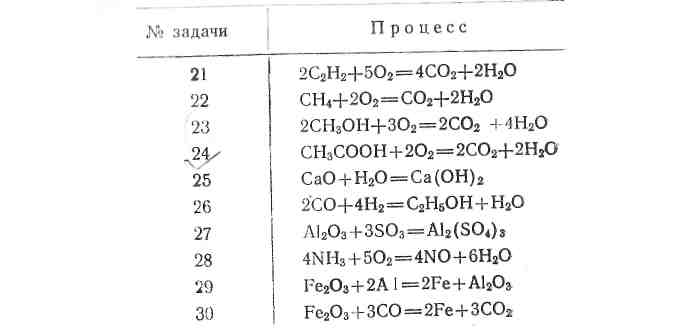 № задачи Процесс
21 2C₂H₂+5O₂=4CO₂+2H₂O
22 CH₄+2O₂=CO₂+2H₂O
23 2CH₃OH+3O₂=2CO₂ +4H₂O
24 CH₃COOH+2O₂=2CO₂+2H₂O
25 CaO+H₂O=Ca(OH)₂
26 2CO+4H₂=C₂H₅OH+H₂O
27 Al₂O₃+3SO₃=Al₂(SO₄)₃
28 4NH₃+5O₂=4NO+6H₂O
29 Fe₂O₃+2Al=2Fe+Al₂O₃
30 Fe₂O₃+3CO=2Fe+3CO₂